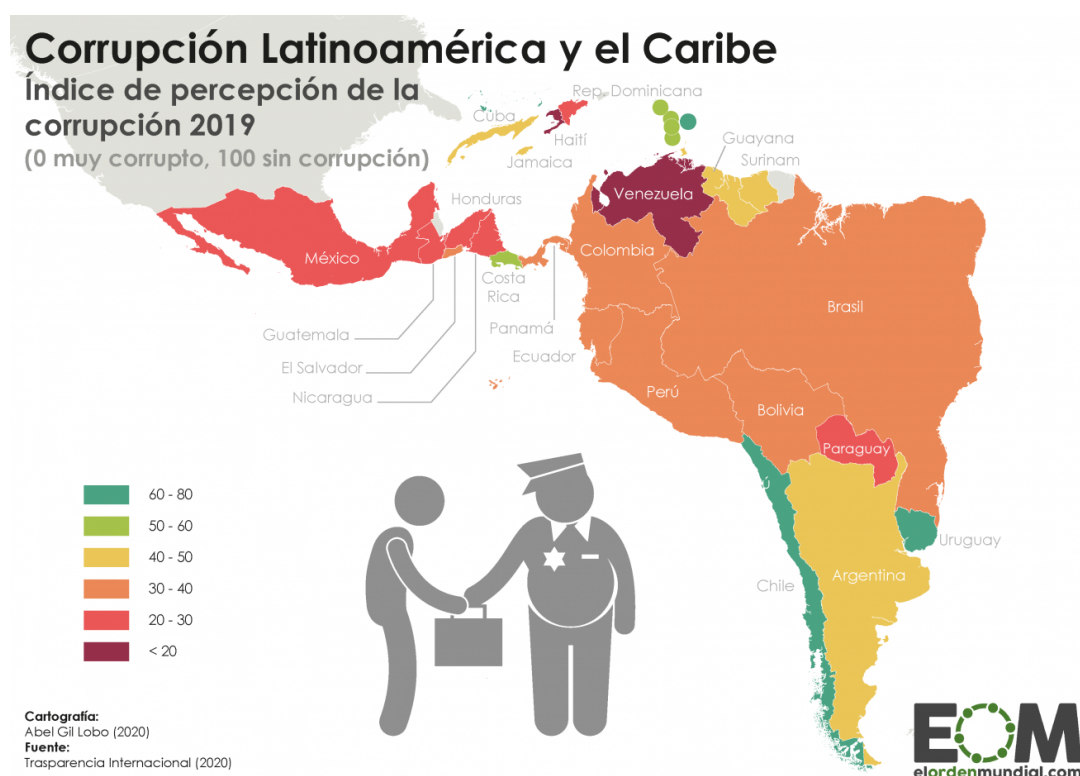 Corrupción Latinoamérica y el Caribe
Índice de percepción de la
corrupción 2019
(0 muy corrupto, 100 sin corrupción)
Rep. Dominicana
Cuba
Haití
Jamaica
Guayana
Surinam
Venezuela
Honduras
México
Colombia
Costa
Rica
Brasil
Guatemala
Panamá
Ecuador
El Salvador
Nicaragua
Perú
Bolivia
Paraguay
Uruguay
Argentina
Chile
60 - 80
50 - 60
40 - 50
30 - 40
20 - 30
< 20
Cartografía:
Abel Gil Lobo (2020)
Fuente:
Trasparencia Internacional (2020)
EOM
elordenmundial.com